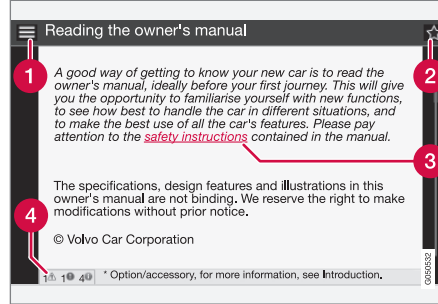 Reading the owner's manual
1
2
A good way of getting to know your new car is to read the
owner's manual, ideally before your first journey. This will give
you the opportunity to familiarise yourself with new functions,
to see how best to handle the car in different situations, and
to make the best use of all the car's features. Please pay
attention to the safety instructions contained in the manual.
3
The specifications, design features and illustrations in this
owner's manual are not binding. We reserve the right to make
modifications without prior notice.
4
© Volvo Car Corporation
1 1 4 * Option/accessory, for more information, see Introduction.
G050532